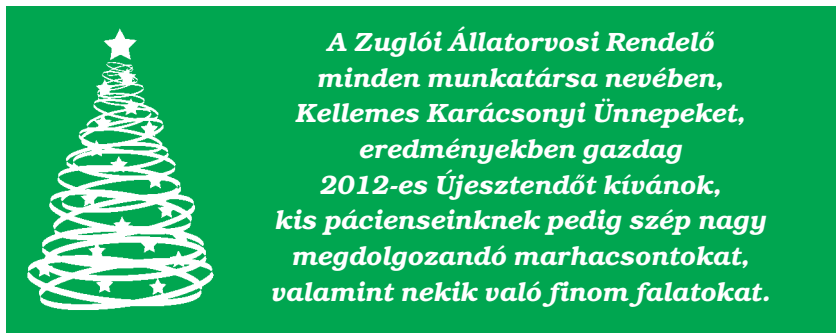 A Zuglói Állatorvosi Rendelő
minden munkatársa nevében,
Kellemes Karácsonyi Ünnepeket,
eredményekben gazdag
2012-es Újesztendőt kívánok,
kis pácienseinknek pedig szép nagy
megdolgozandó marhacsontokat,
valamint nekik való finom falatokat.